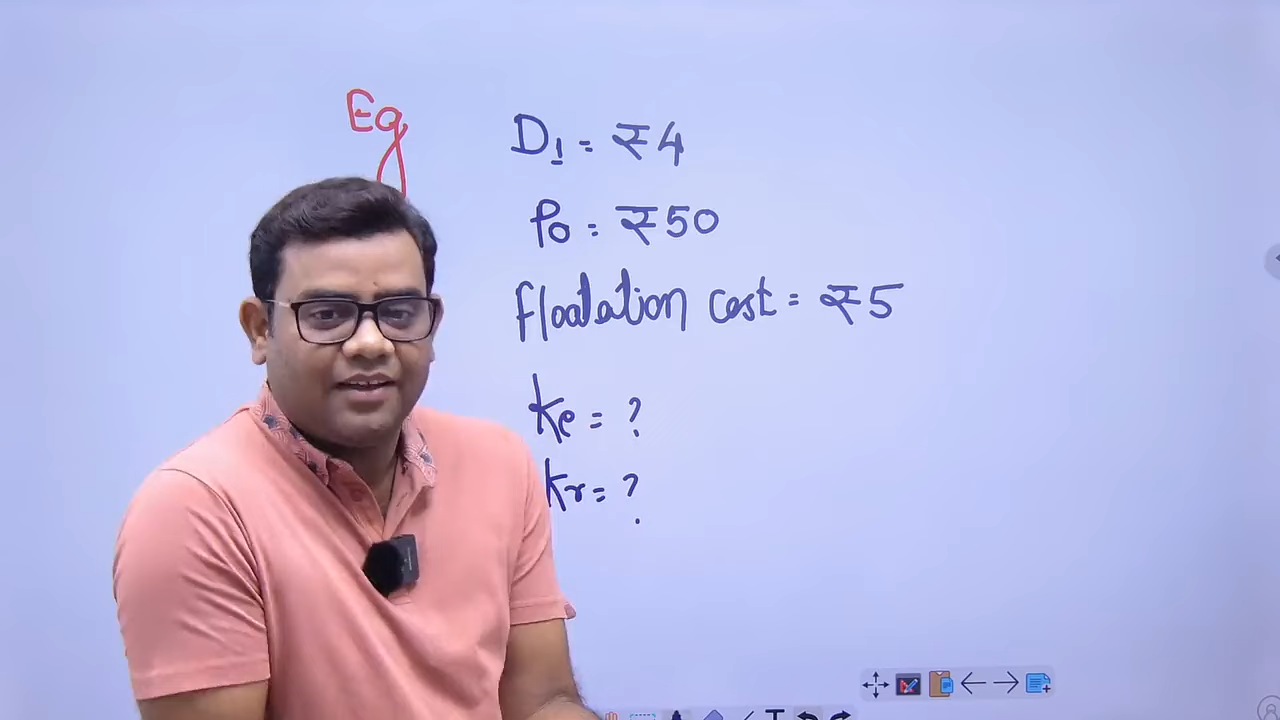 Eg
D1 = ₹4
P0 = ₹50
Floatation cost = ₹5
Ke = ?
Kr = ?